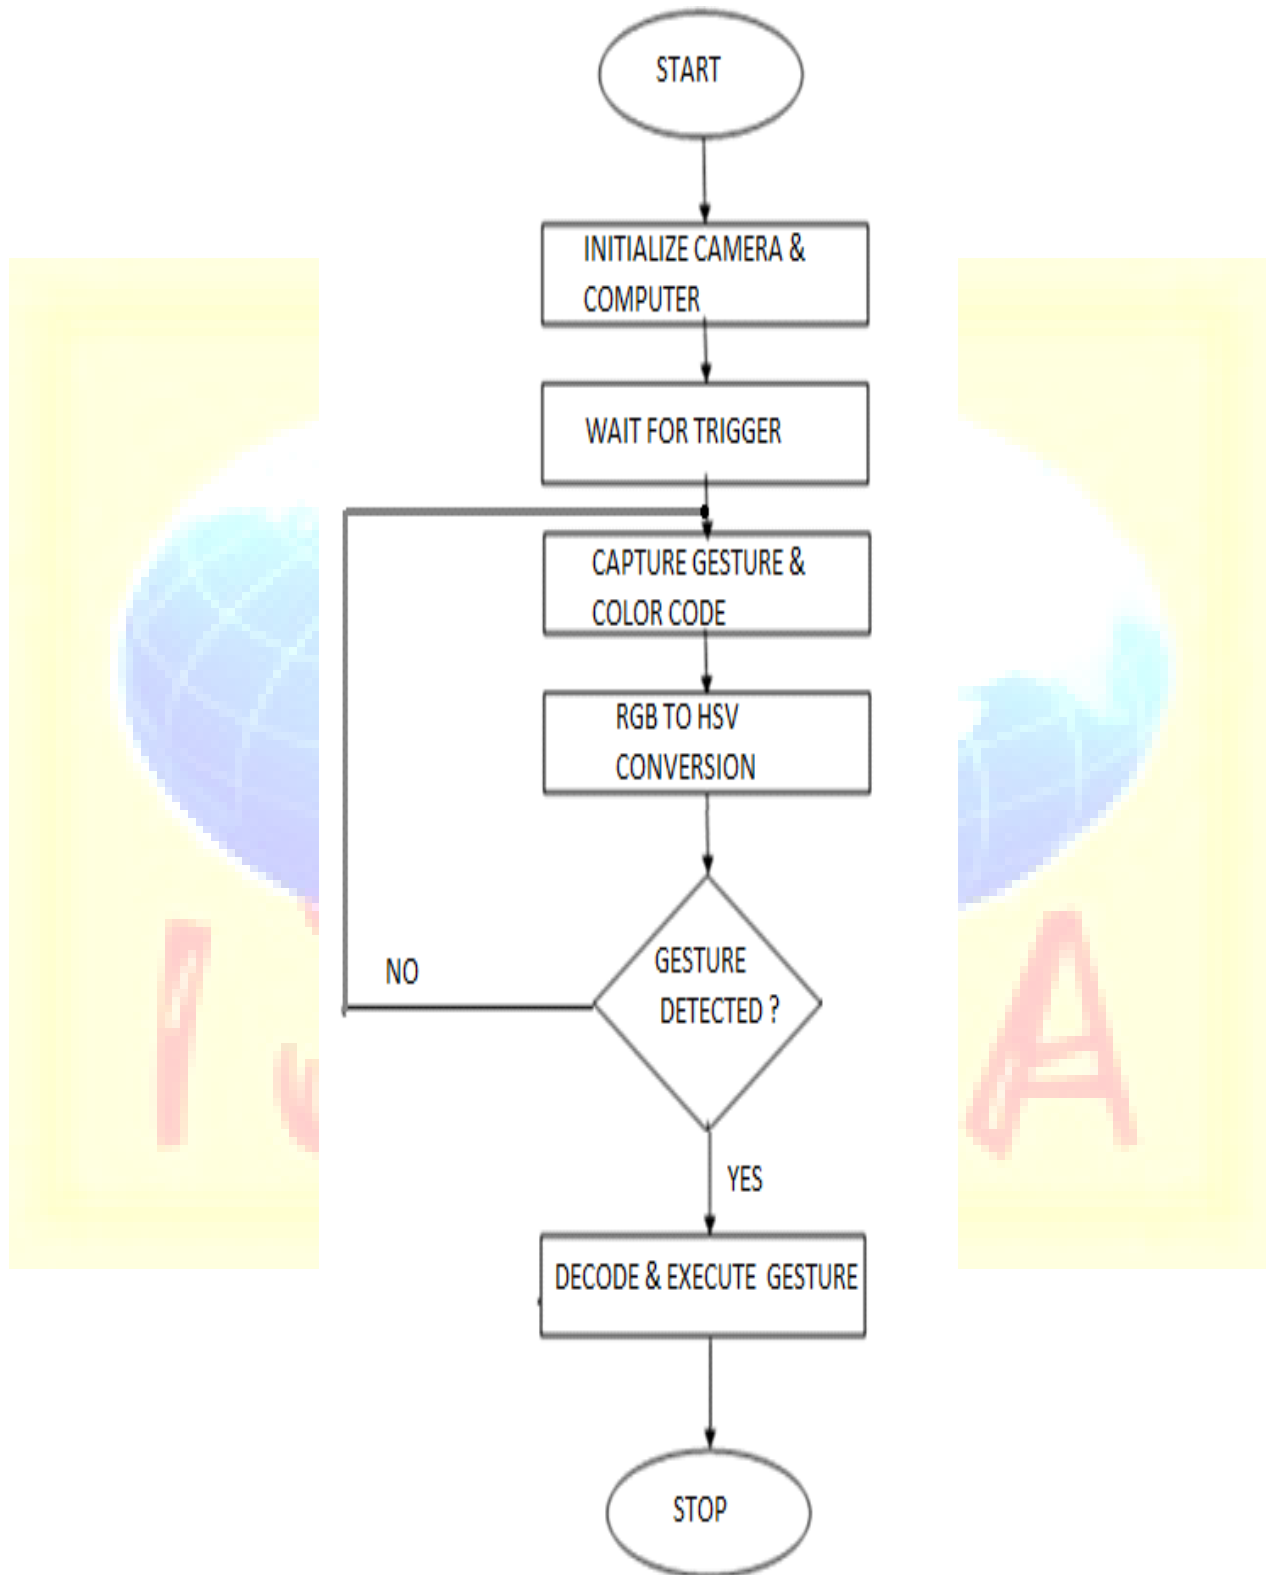 START
INITIALIZE CAMERA &
COMPUTER
WAIT FOR TRIGGER
CAPTURE GESTURE &
COLOR CODE
RGB TO HSV
CONVERSION
GESTURE
DETECTED ?
NO
YES
DECODE & EXECUTE GESTURE
STOP